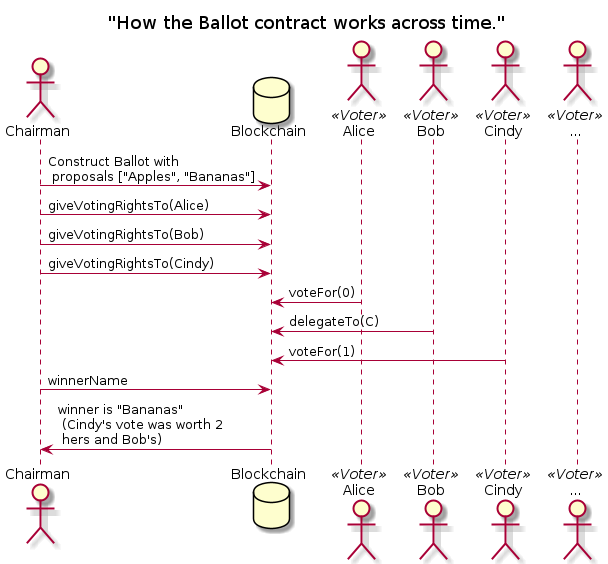 "How the Ballot contract works across time."
«Voter» «Voter» «Voter» «Voter»
Chairman Blockchain Alice Bob Cindy ...
Construct Ballot with
proposals ["Apples", "Bananas"]
giveVotingRightsTo(Alice)
giveVotingRightsTo(Bob)
giveVotingRightsTo(Cindy)
voteFor(0)
delegateTo(C)
voteFor(1)
winnerName
winner is "Bananas"
(Cindy's vote was worth 2
hers and Bob's)
Chairman Blockchain «Voter» «Voter» «Voter» «Voter»
Alice Bob Cindy ...